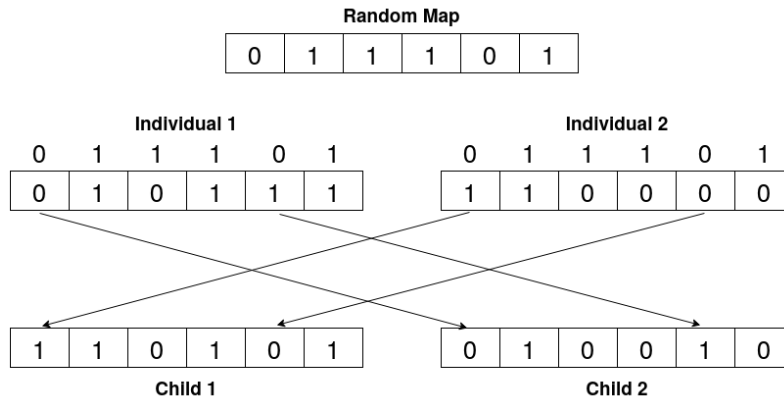 Random Map
0 1 1 1 0 1
Individual 1 Individual 2
0 1 1 1 0 1 0 1 1 1 0 1
0 1 0 1 1 1 1 1 0 0 0 0
1 1 0 1 0 1 0 1 0 0 1 0
Child 1 Child 2